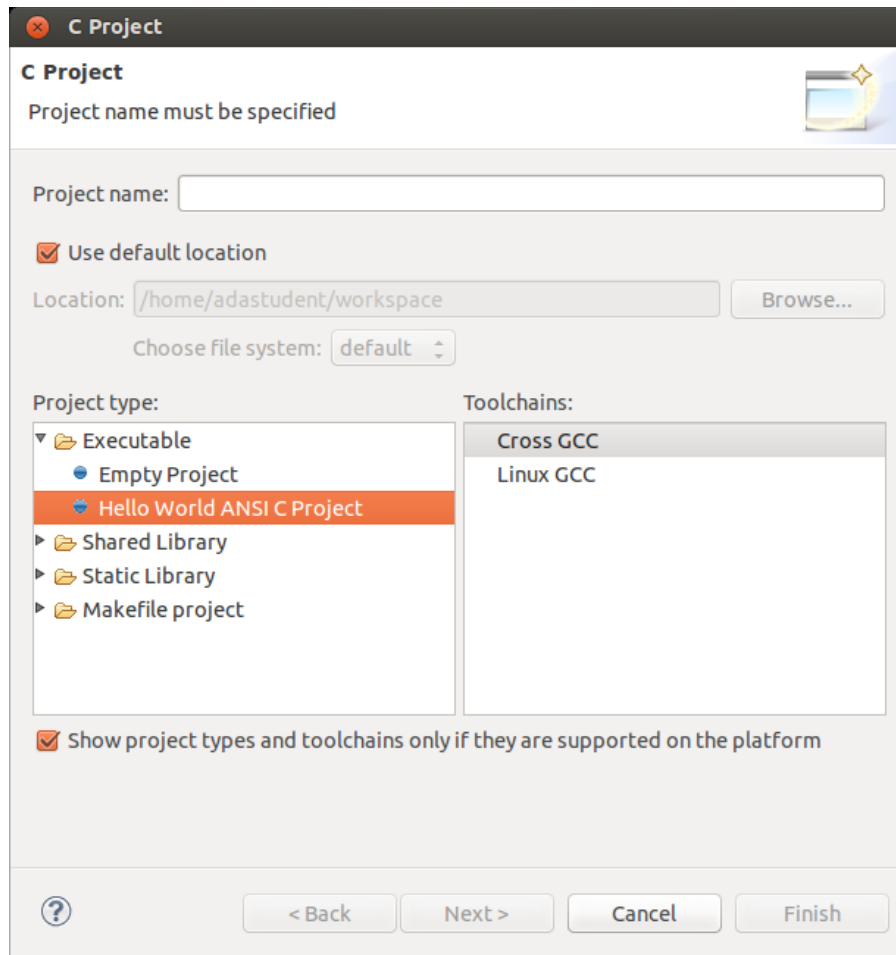 C Project
C Project
Project name must be specified
Project name:
Use default location
Location: /home/adastudent/workspace Browse...
Choose file system: default
Project type: Toolchains:
Executable Cross GCC
Empty Project Linux GCC
Hello World ANSI C Project
Shared Library
Static Library
Makefile project
Show project types and toolchains only if they are supported on the platform
? < Back Next > Cancel Finish